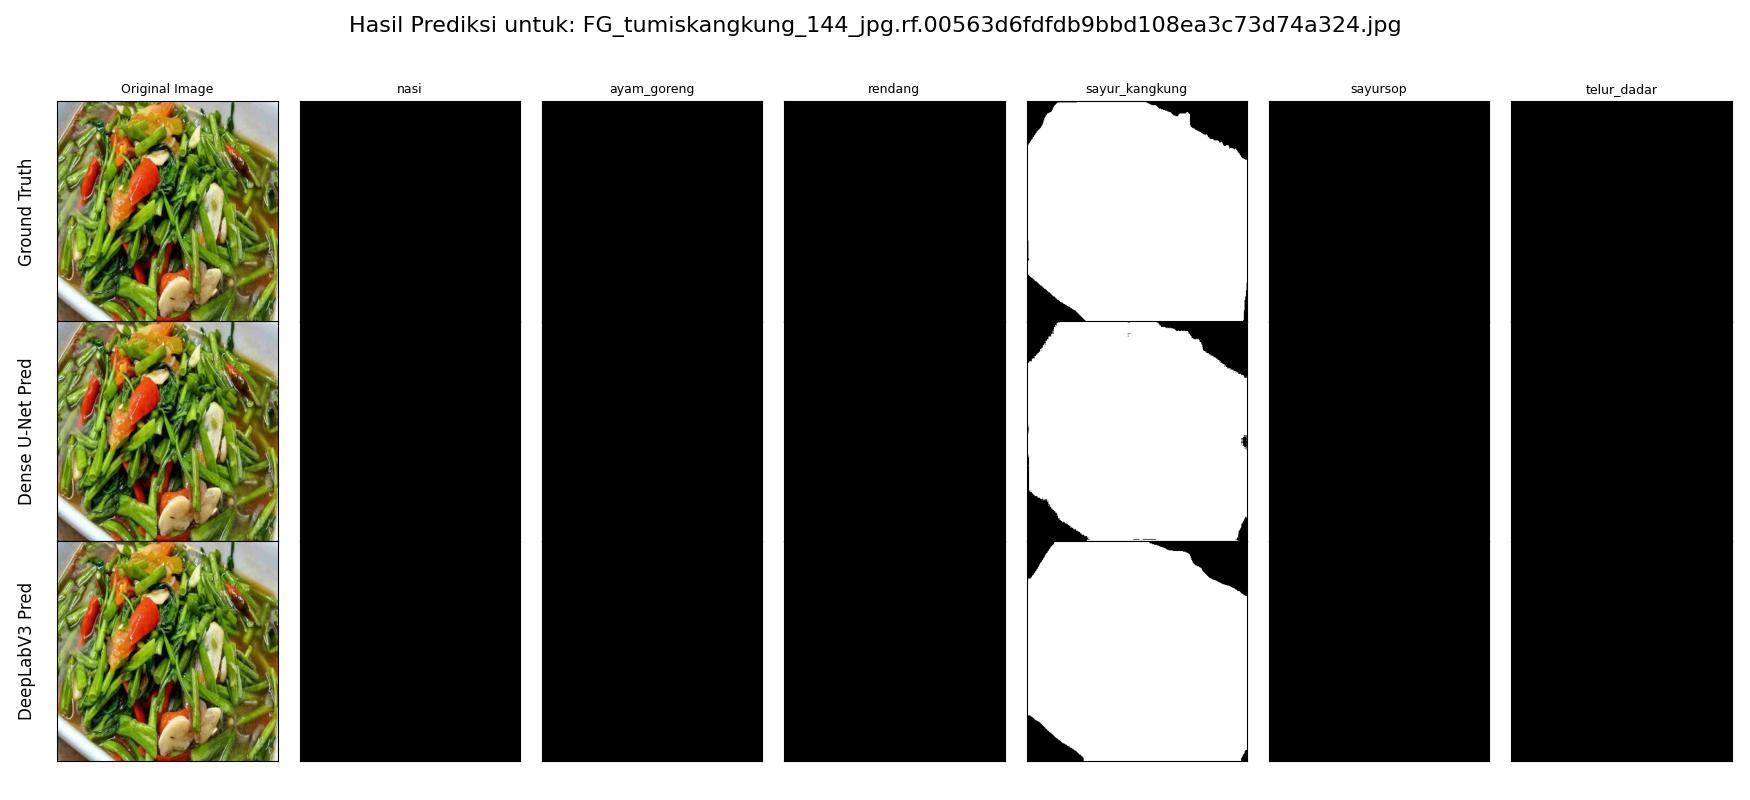 Hasil Prediksi untuk: FG_tumiskangkung_144_jpg.rf.00563d6fdfdb9bbd108ea3c73d74a324.jpg
Original Image
nasi
ayam_goreng
rendang
sayur_kangkung
sayursop
telur_dadar
Ground Truth
Dense U-Net Pred
DeepLabV3 Pred